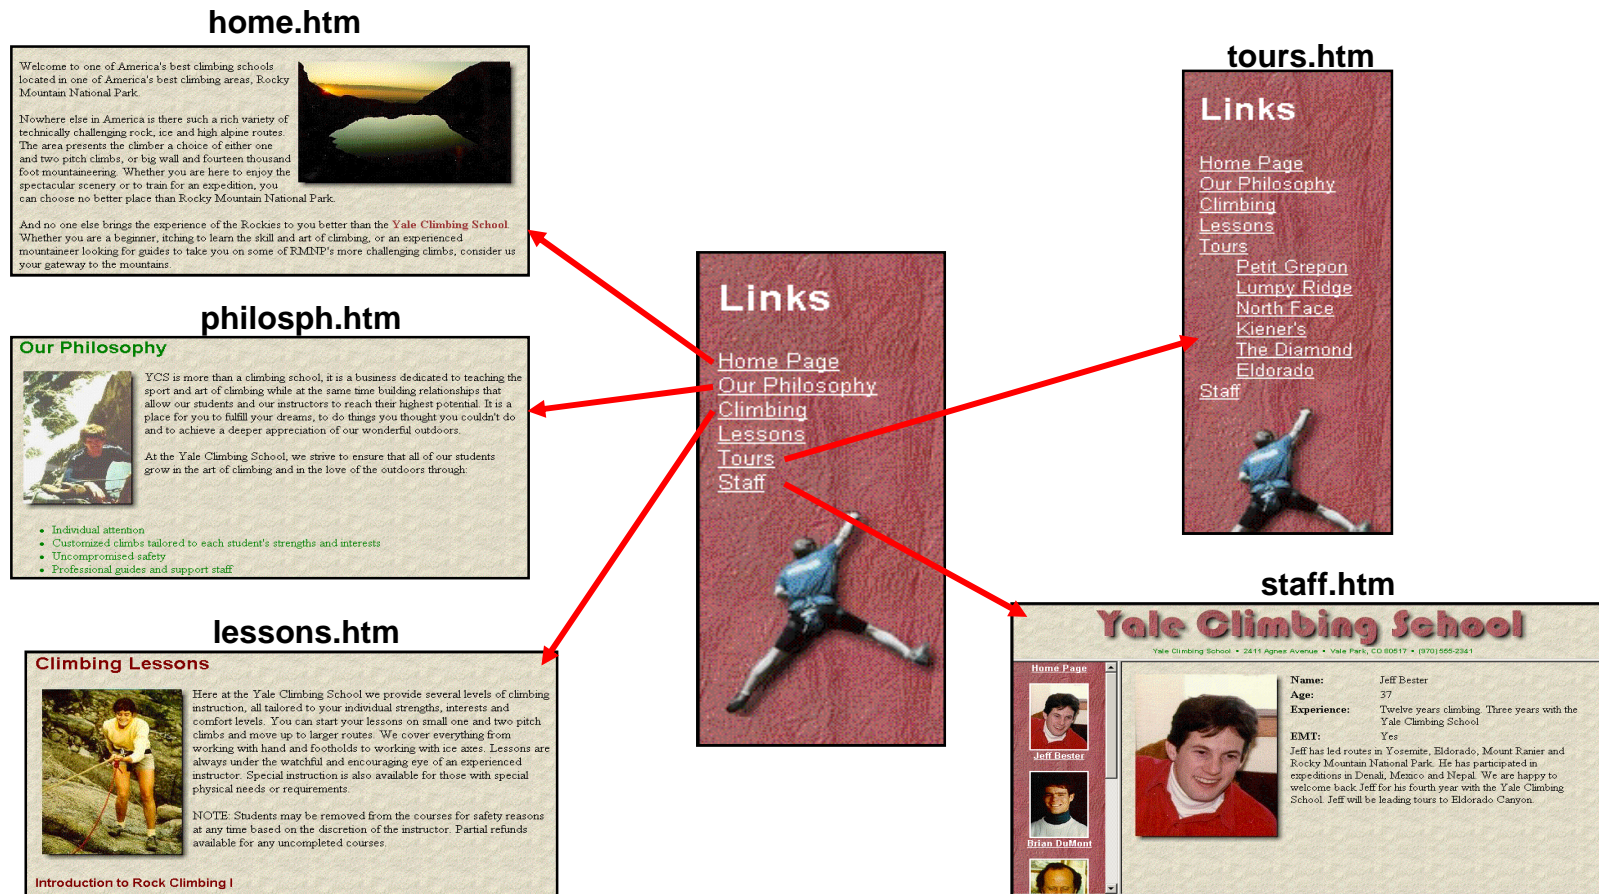 home.htm
Welcome to one of America's best climbing schools
located in one of America's best climbing areas, Rocky
Mountain National Park.
Nowhere else in America is there such a rich variety of
technically challenging rock, ice and high alpine routes.
The area presents the climber a choice of either one
and two pitch climbs, or big wall and fourteen thousand
foot mountaineering. Whether you are here to enjoy the
spectacular scenery or to train for an expedition, you
can choose no better place than Rocky Mountain National Park.
And no one else brings the experience of the Rockies to you better than the Yale Climbing School.
Whether you are a beginner, itching to learn the skill and art of climbing, or an experienced
mountaineer looking for guides to take you on some of RMNP's more challenging climbs, consider us
your gateway to the mountains.
philosph.htm
Our Philosophy
YCS is more than a climbing school, it is a business dedicated to teaching the
sport and art of climbing while at the same time building relationships that
allow our students and our instructors to reach their highest potential. It is a
place for you to fulfill your dreams, to do things you thought you couldn't do
and to achieve a deeper appreciation of our wonderful outdoors.
At the Yale Climbing School, we strive to ensure that all of our students
grow in the art of climbing and in the love of the outdoors through:
• Individual attention
• Customized climbs tailored to each student's strengths and interests
• Uncompromised safety
• Professional guides and support staff
lessons.htm
Climbing Lessons
Here at the Yale Climbing School we provide several levels of climbing
instruction, all tailored to your individual strengths, interests and
comfort levels. You can start your lessons on small one and two pitch
climbs and move up to larger routes. We cover everything from
working with hand and footholds to working with ice axes. Lessons are
always under the watchful and encouraging eye of an experienced
instructor. Special instruction is also available for those with special
physical needs or requirements.
NOTE: Students may be removed from the courses for safety reasons
at any time based on the discretion of the instructor. Partial refunds
available for any uncompleted courses.
Introduction to Rock Climbing I
Links
Home Page
Our Philosophy
Climbing
Lessons
Tours
Staff
tours.htm
Links
Home Page
Our Philosophy
Climbing
Lessons
Tours
Petit Grepon
Lumpy Ridge
North Face
Kiener's
The Diamond
Eldorado
Staff
staff.htm
Yale Climbing School
Yale Climbing School • 2411 Agnes Avenue • Vale Park, CO 80517 • (970) 555-2341
Home Page
Jeff Bester
Brian DuMont
Name: Jeff Bester
Age: 37
Experience: Twelve years climbing. Three years with the
Yale Climbing School
EMT: Yes
Jeff has led routes in Yosemite, Eldorado, Mount Ranier and
Rocky Mountain National Park. He has participated in
expeditions in Denali, Mexico and Nepal. We are happy to
welcome back Jeff for his fourth year with the Yale Climbing
School. Jeff will be leading tours to Eldorado Canyon.